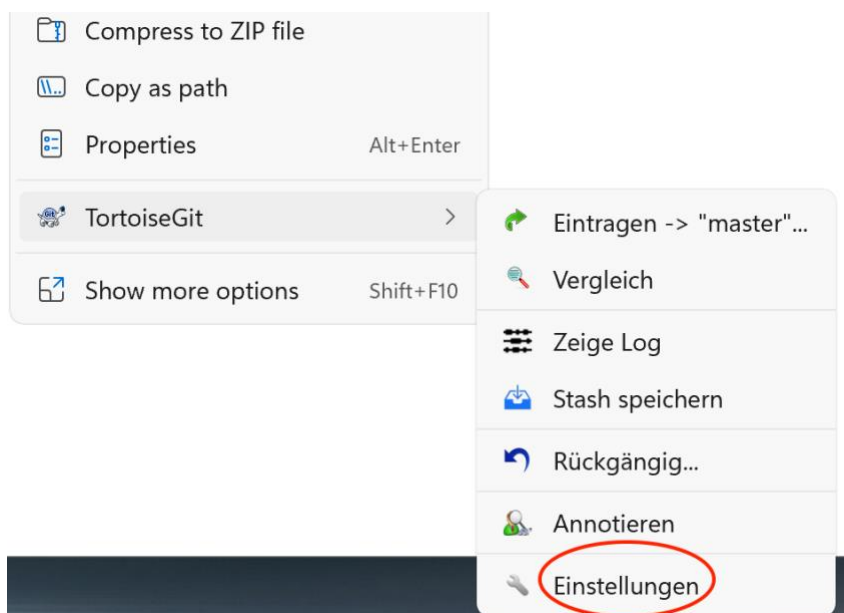 Compress to ZIP file
Copy as path
Properties Alt+Enter
TortoiseGit
Show more options Shift+F10
Eintragen -> "master"...
Vergleich
Zeige Log
Stash speichern
Rückgängig...
Annotieren
Einstellungen